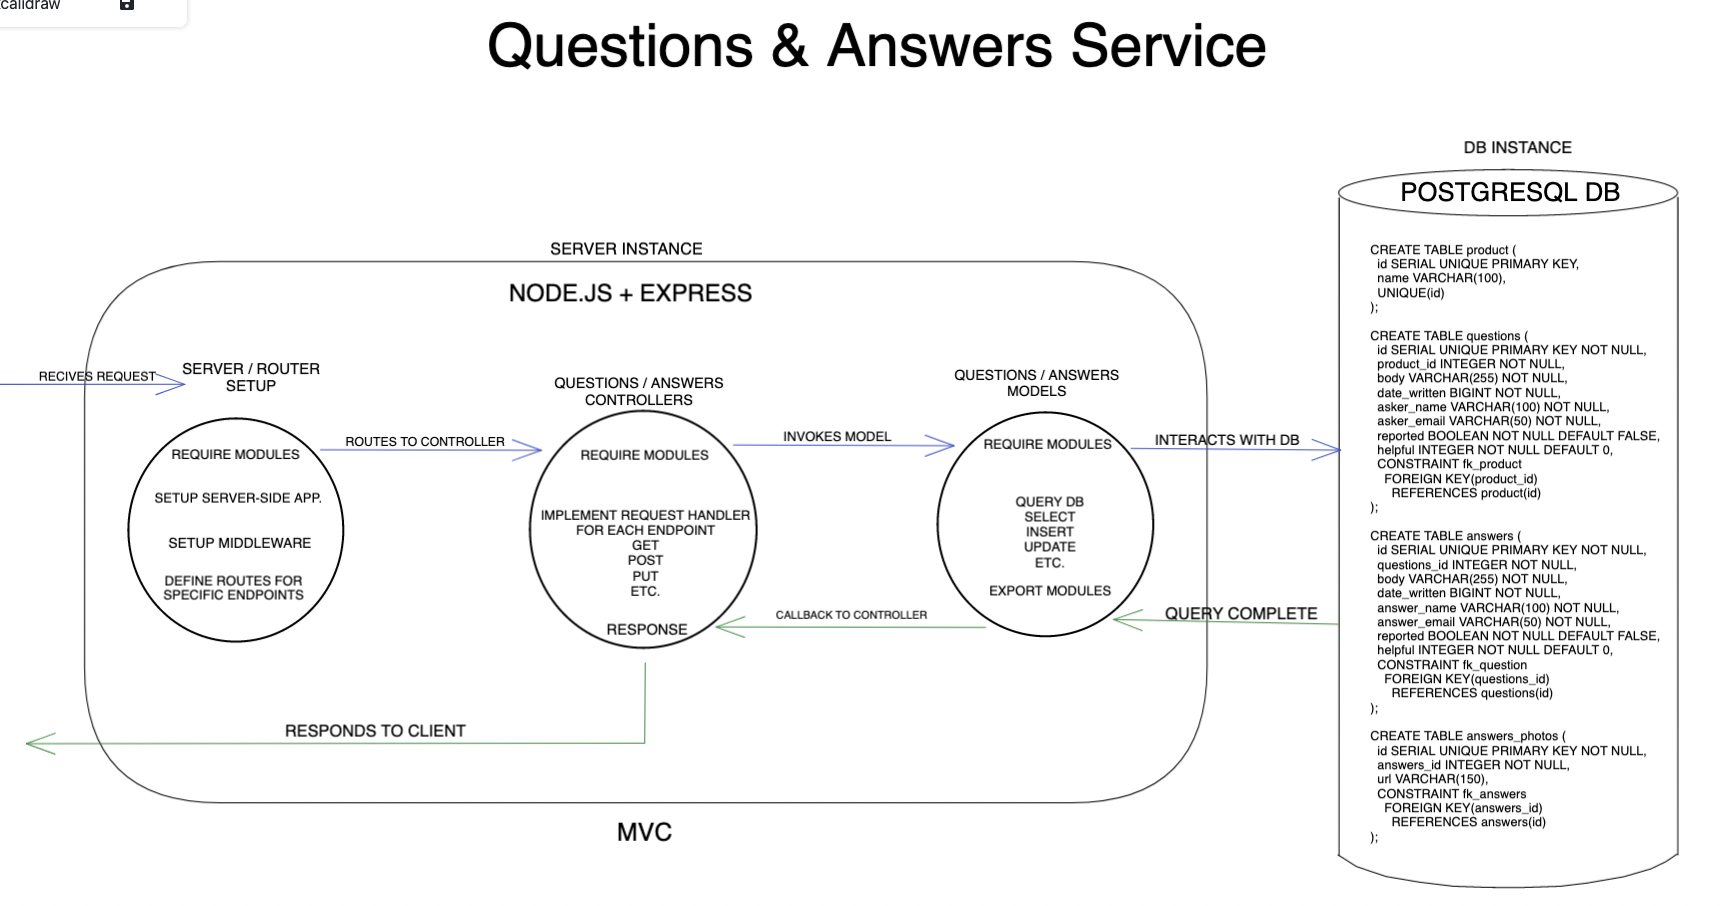 Questions & Answers Service
DB INSTANCE
POSTGRESQL DB
SERVER INSTANCE
NODE.JS + EXPRESS
RECIVES REQUEST
SERVER / ROUTER
SETUP
REQUIRE MODULES
SETUP SERVER-SIDE APP.
SETUP MIDDLEWARE
DEFINE ROUTES FOR
SPECIFIC ENDPOINTS
ROUTES TO CONTROLLER
QUESTIONS / ANSWERS
CONTROLLERS
REQUIRE MODULES
IMPLEMENT REQUEST HANDLER
FOR EACH ENDPOINT
GET
POST
PUT
ETC.
RESPONSE
INVOKES MODEL
QUESTIONS / ANSWERS
MODELS
REQUIRE MODULES
QUERY DB
SELECT
INSERT
UPDATE
ETC.
EXPORT MODULES
INTERACTS WITH DB
QUERY COMPLETE
CALLBACK TO CONTROLLER
RESPONDS TO CLIENT
MVC
CREATE TABLE product (
id SERIAL UNIQUE PRIMARY KEY,
name VARCHAR(100),
UNIQUE(id)
);
CREATE TABLE questions (
id SERIAL UNIQUE PRIMARY KEY NOT NULL,
product_id INTEGER NOT NULL,
body VARCHAR(255) NOT NULL,
date_written BIGINT NOT NULL,
asker_name VARCHAR(100) NOT NULL,
asker_email VARCHAR(50) NOT NULL,
reported BOOLEAN NOT NULL DEFAULT FALSE,
helpful INTEGER NOT NULL DEFAULT 0,
CONSTRAINT fk_product
FOREIGN KEY(product_id)
REFERENCES product(id)
);
CREATE TABLE answers (
id SERIAL UNIQUE PRIMARY KEY NOT NULL,
questions_id INTEGER NOT NULL,
body VARCHAR(255) NOT NULL,
date_written BIGINT NOT NULL,
answer_name VARCHAR(100) NOT NULL,
answer_email VARCHAR(50) NOT NULL,
reported BOOLEAN NOT NULL DEFAULT FALSE,
helpful INTEGER NOT NULL DEFAULT 0,
CONSTRAINT fk_question
FOREIGN KEY(questions_id)
REFERENCES questions(id)
);
CREATE TABLE answers_photos (
id SERIAL UNIQUE PRIMARY KEY NOT NULL,
answers_id INTEGER NOT NULL,
url VARCHAR(150),
CONSTRAINT fk_answers
FOREIGN KEY(answers_id)
REFERENCES answers(id)
);